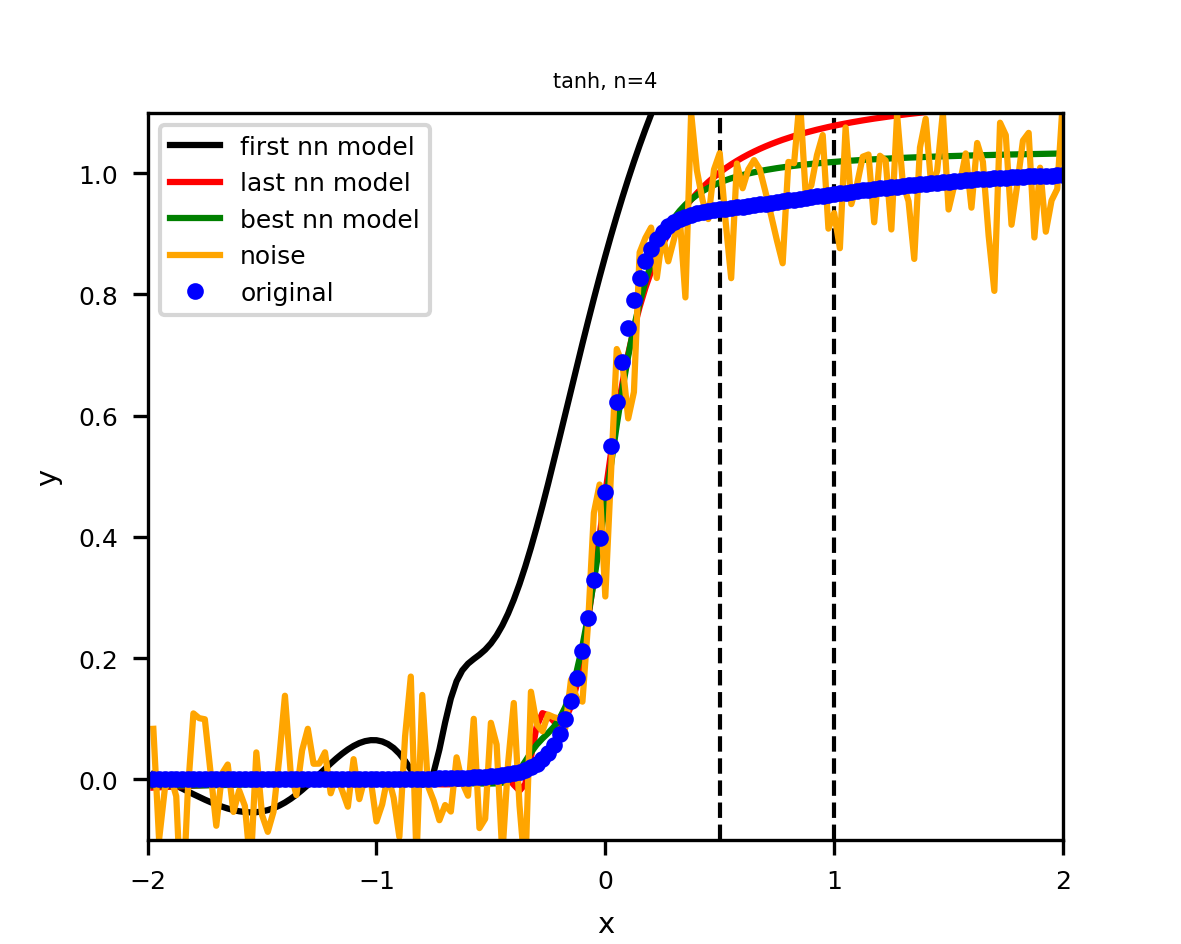 tanh, n=4
first nn model
last nn model
best nn model
noise
original
y
1.0
0.8
0.6
0.4
0.2
0.0
−2 −1 0 1 2
x